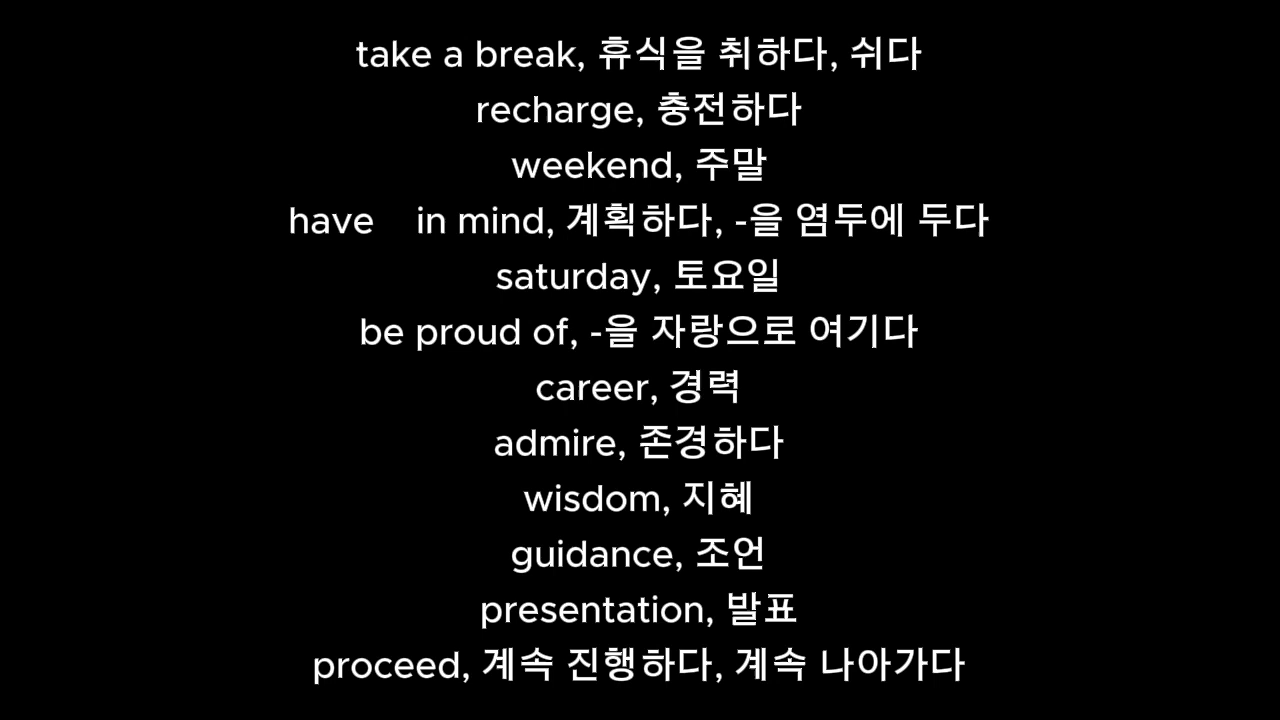 take a break, 휴식을 취하다, 쉬다
recharge, 충전하다
weekend, 주말
have    in mind, 계획하다, -을 염두에 두다
saturday, 토요일
be proud of, -을 자랑으로 여기다
career, 경력
admire, 존경하다
wisdom, 지혜
guidance, 조언
presentation, 발표
proceed, 계속 진행하다, 계속 나아가다